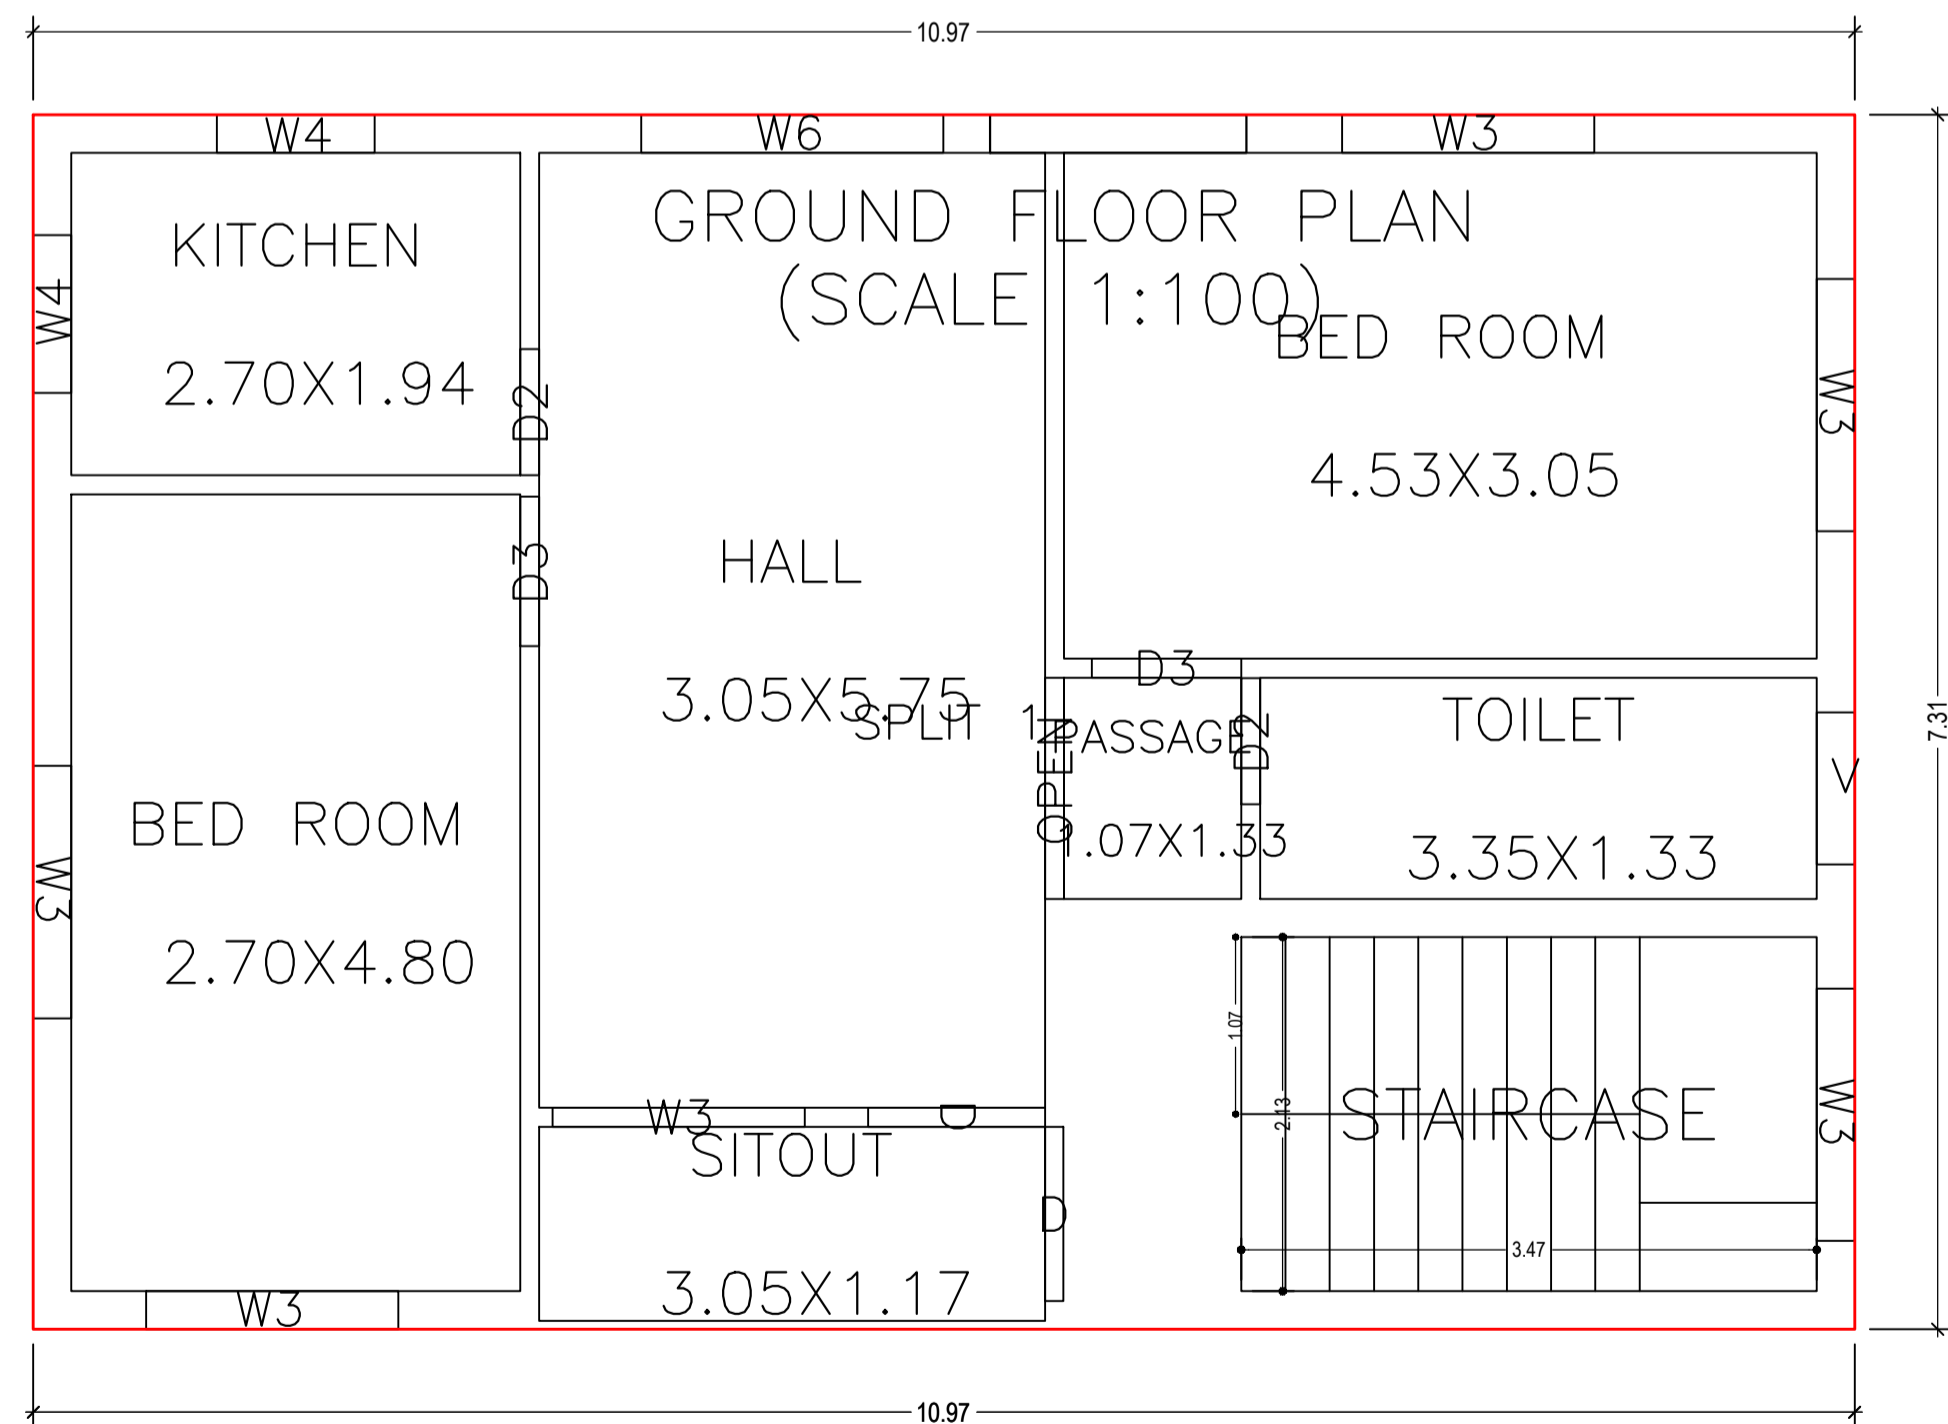 10.97
W4
W6
W3
GROUND FLOOR PLAN
(SCALE 1:100)
KITCHEN
2.70X1.94
W4
D2
BED ROOM
4.53X3.05
W3
HALL
3.05X5.75
D3
SPLIT 1
D3
OPEN
PASSAGE
1.07X1.33
D2
TOILET
3.35X1.33
V
7.31
BED ROOM
2.70X4.80
W3
1.07
2.13
STAIRCASE
3.47
W3
W3
D
SITOUT
3.05X1.17
D
W3
10.97